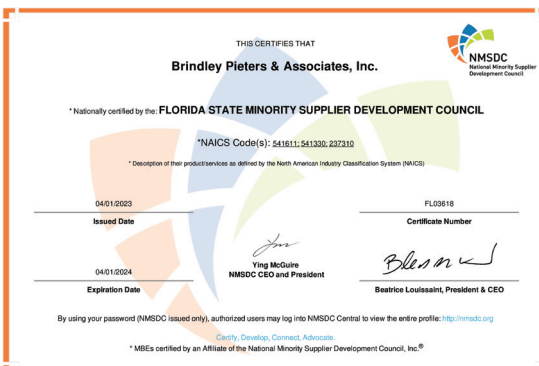 THIS CERTIFIES THAT
NMSDC
National Minority Supplier
Development Council
Brindley Pieters & Associates, Inc.
* Nationally certified by the: FLORIDA STATE MINORITY SUPPLIER DEVELOPMENT COUNCIL
*NAICS Code(s): 541611; 541330; 237310
* Description of their product/services as defined by the North American Industry Classification System (NAICS)
04/01/2023
Issued Date
FL03618
Certificate Number
04/01/2024
Expiration Date
Ying McGuire
NMSDC CEO and President
Beatrice Louissaint, President & CEO
By using your password (NMSDC issued only), authorized users may log into NMSDC Central to view the entire profile: http://nmsdc.org
Certify, Develop, Connect, Advocate.
* MBEs certified by an Affiliate of the National Minority Supplier Development Council, Inc.®